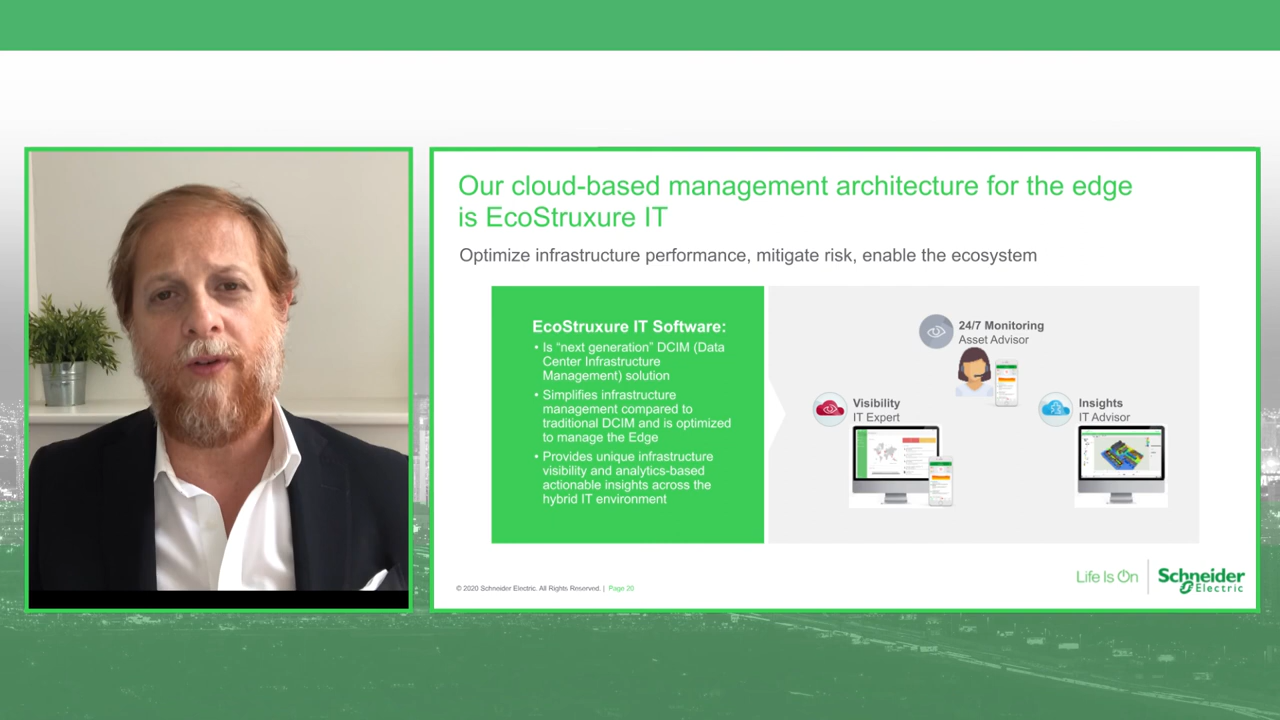 Our cloud-based management architecture for the edge
is EcoStruxure IT
Optimize infrastructure performance, mitigate risk, enable the ecosystem
EcoStruxure IT Software:
• Is “next generation” DCIM (Data
Center Infrastructure
Management) solution
• Simplifies infrastructure
management compared to
traditional DCIM and is optimized
to manage the Edge
• Provides unique infrastructure
visibility and analytics-based
actionable insights across the
hybrid IT environment
24/7 Monitoring
Asset Advisor
Visibility
IT Expert
Insights
IT Advisor
© 2020 Schneider Electric. All Rights Reserved. | Page 20
Life Is On
Schneider
Electric